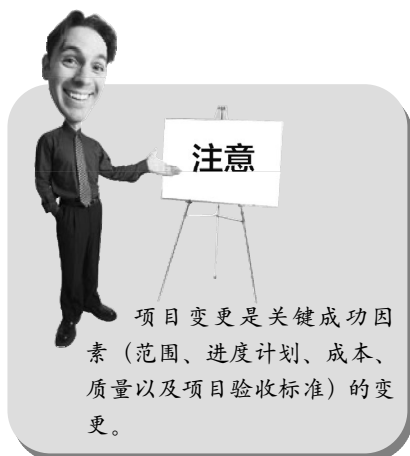 注意
项目变更是关键成功因
素（范围、进度计划、成本、
质量以及项目验收标准）的变
更。